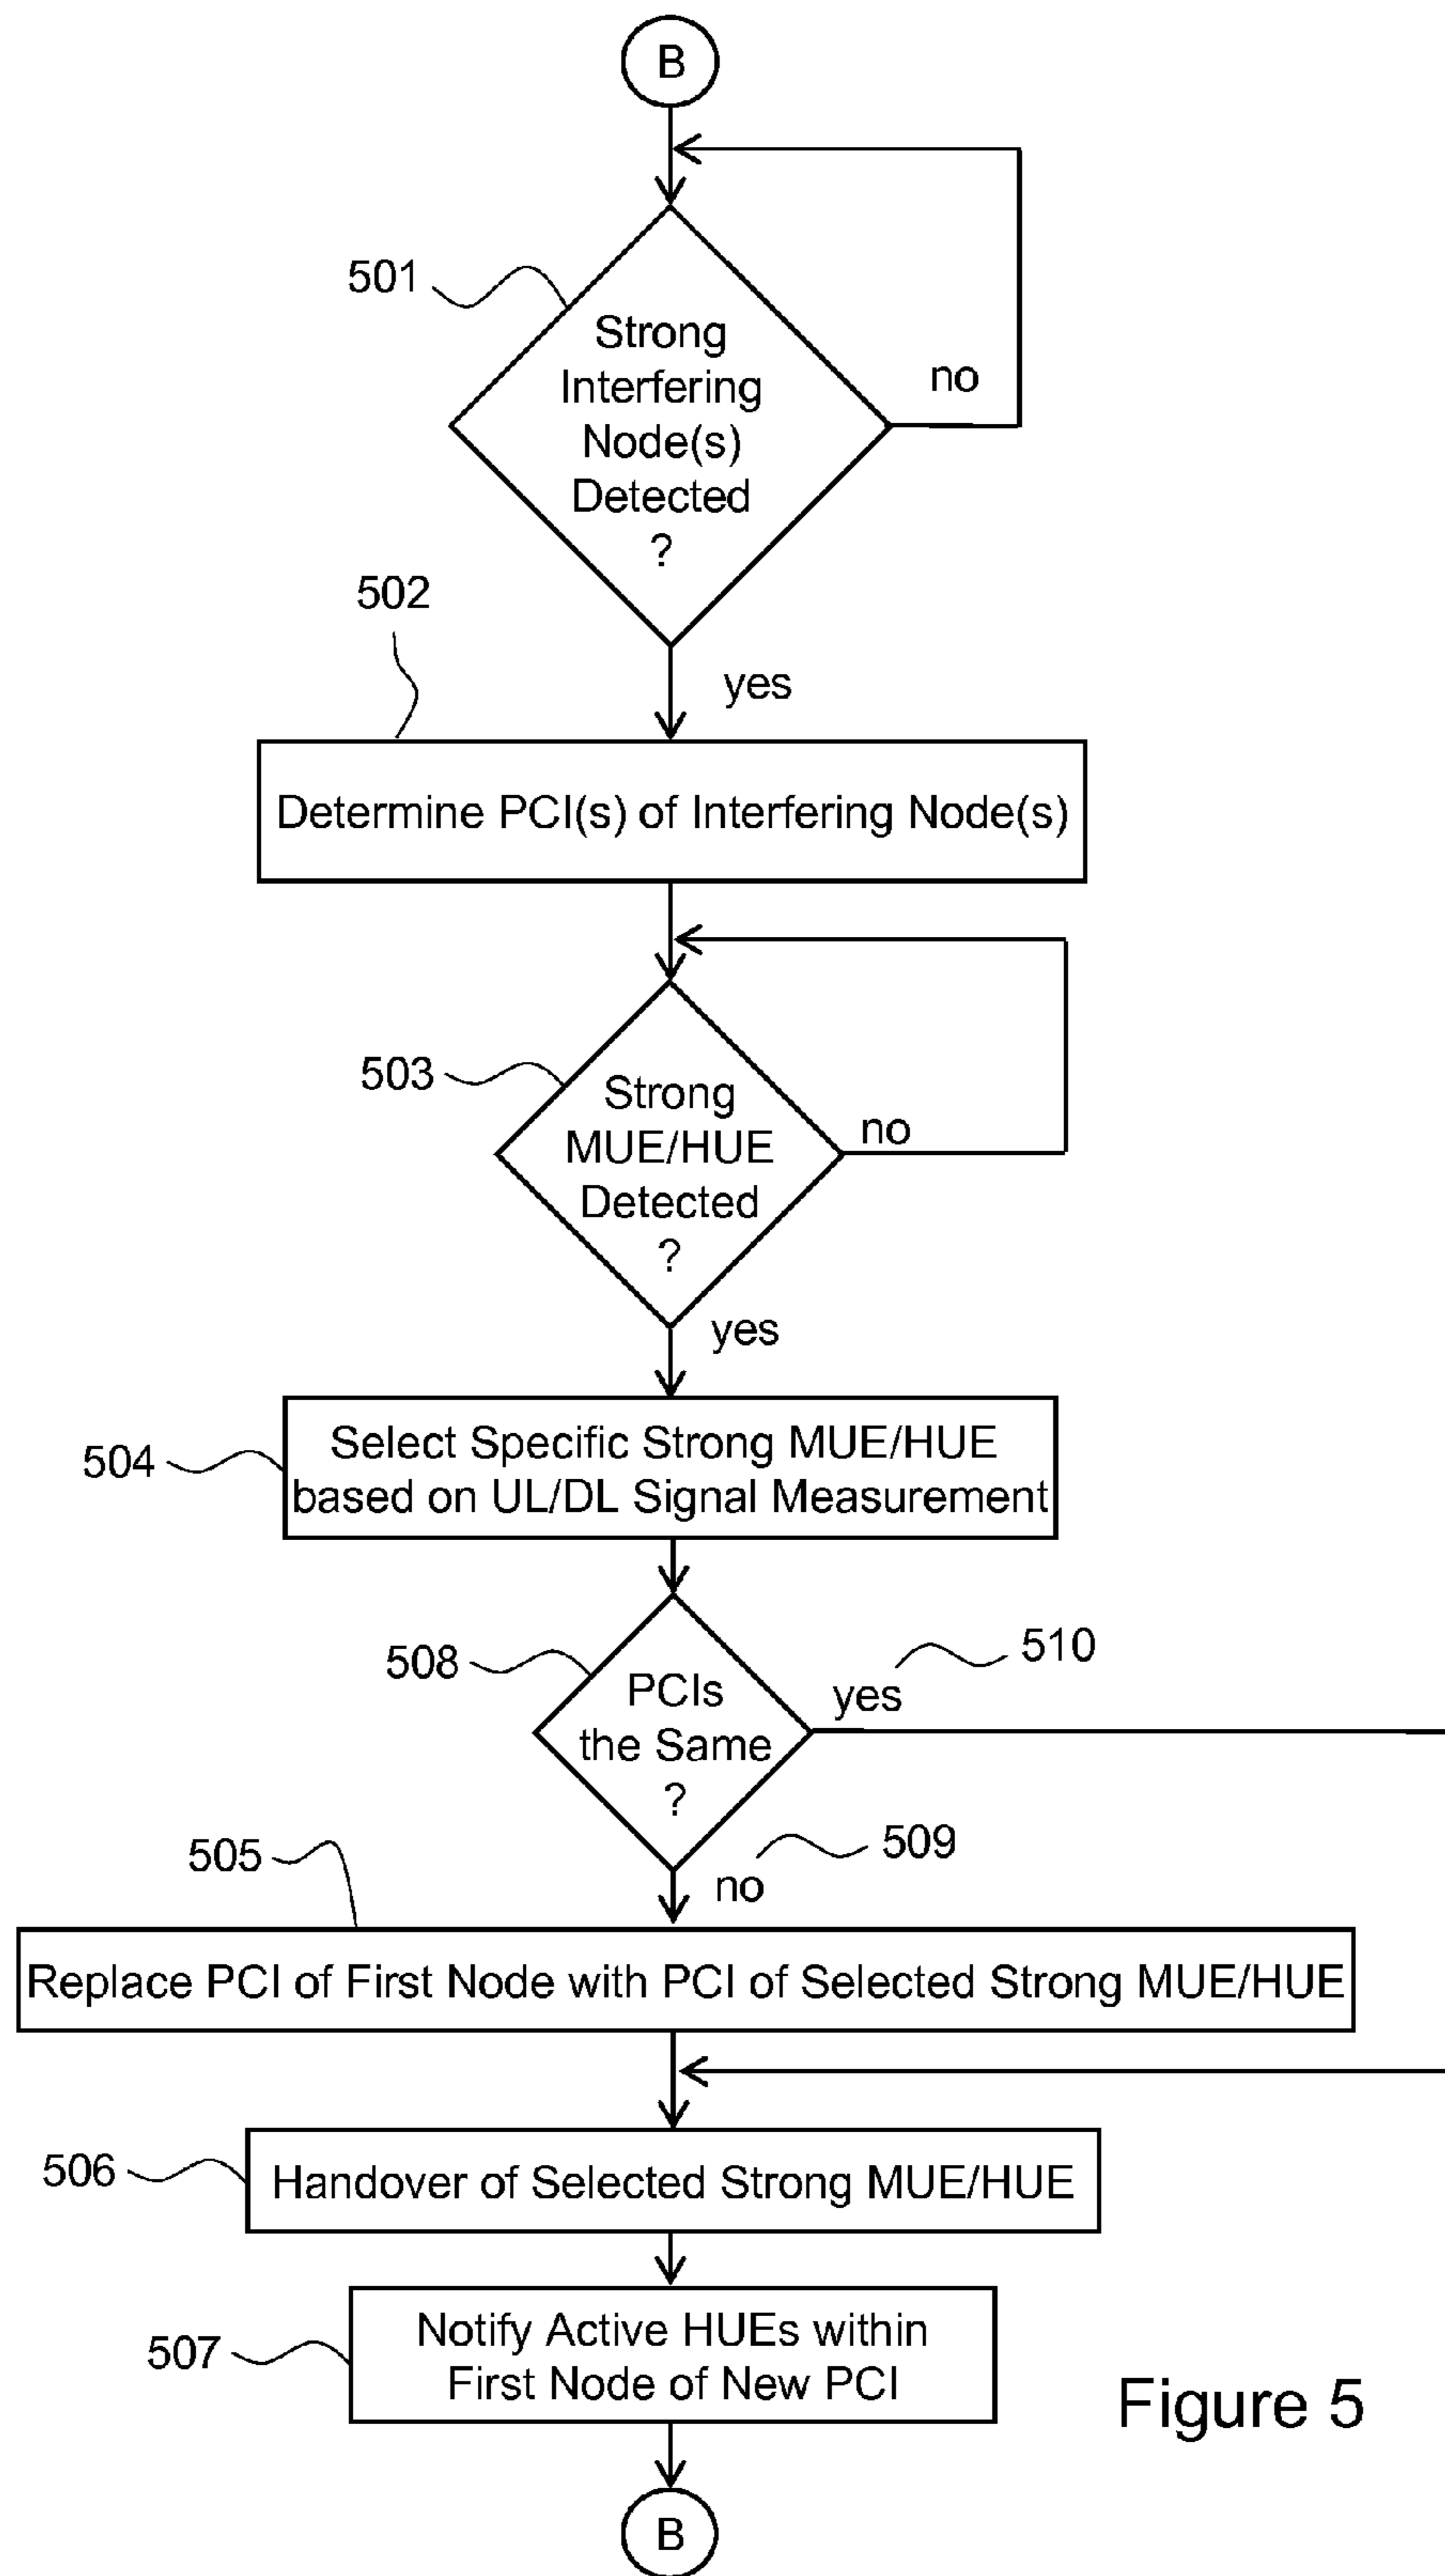 B
501
Strong
Interfering
Node(s)
Detected
?
no
502
yes
Determine PCI(s) of Interfering Node(s)
503
Strong
MUE/HUE
Detected
?
no
yes
504
Select Specific Strong MUE/HUE
based on UL/DL Signal Measurement
508
PCIs
the Same
?
yes
510
509
no
505
Replace PCI of First Node with PCI of Selected Strong MUE/HUE
506
Handover of Selected Strong MUE/HUE
507
Notify Active HUEs within
First Node of New PCI
Figure 5
B